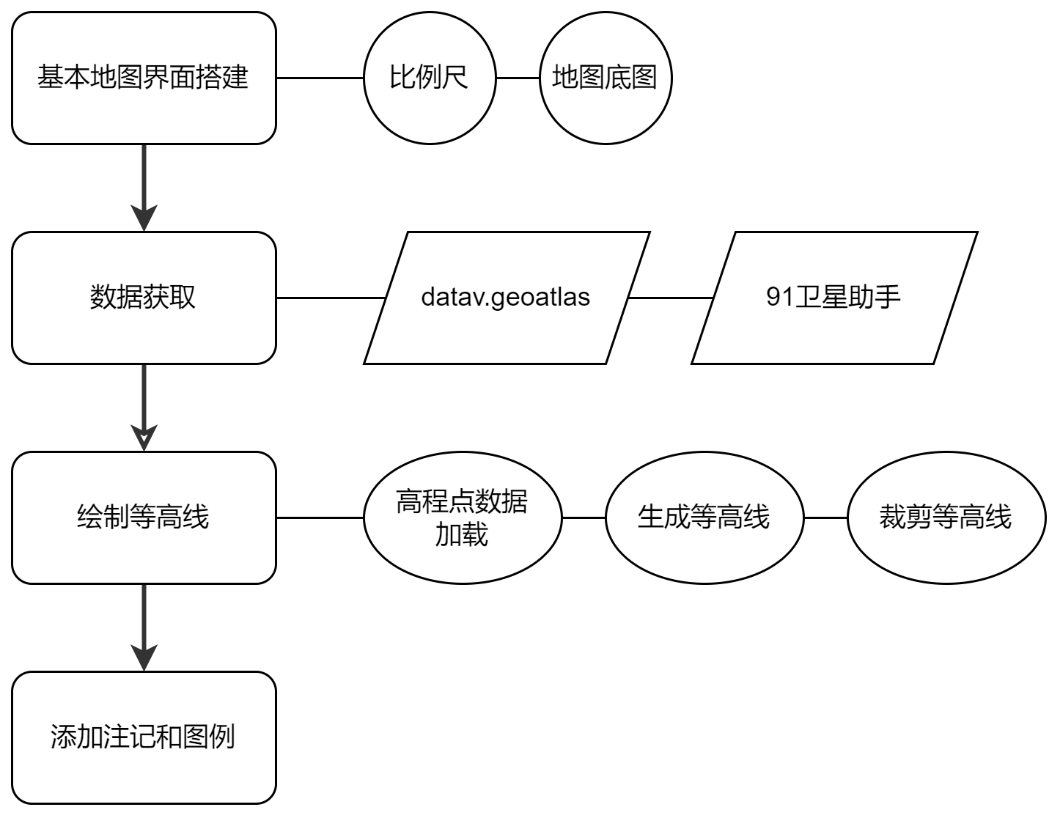 基本地图界面搭建
比例尺
地图底图
数据获取
datav.geoatlas
91卫星助手
绘制等高线
高程点数据
加载
生成等高线
裁剪等高线
添加注记和图例